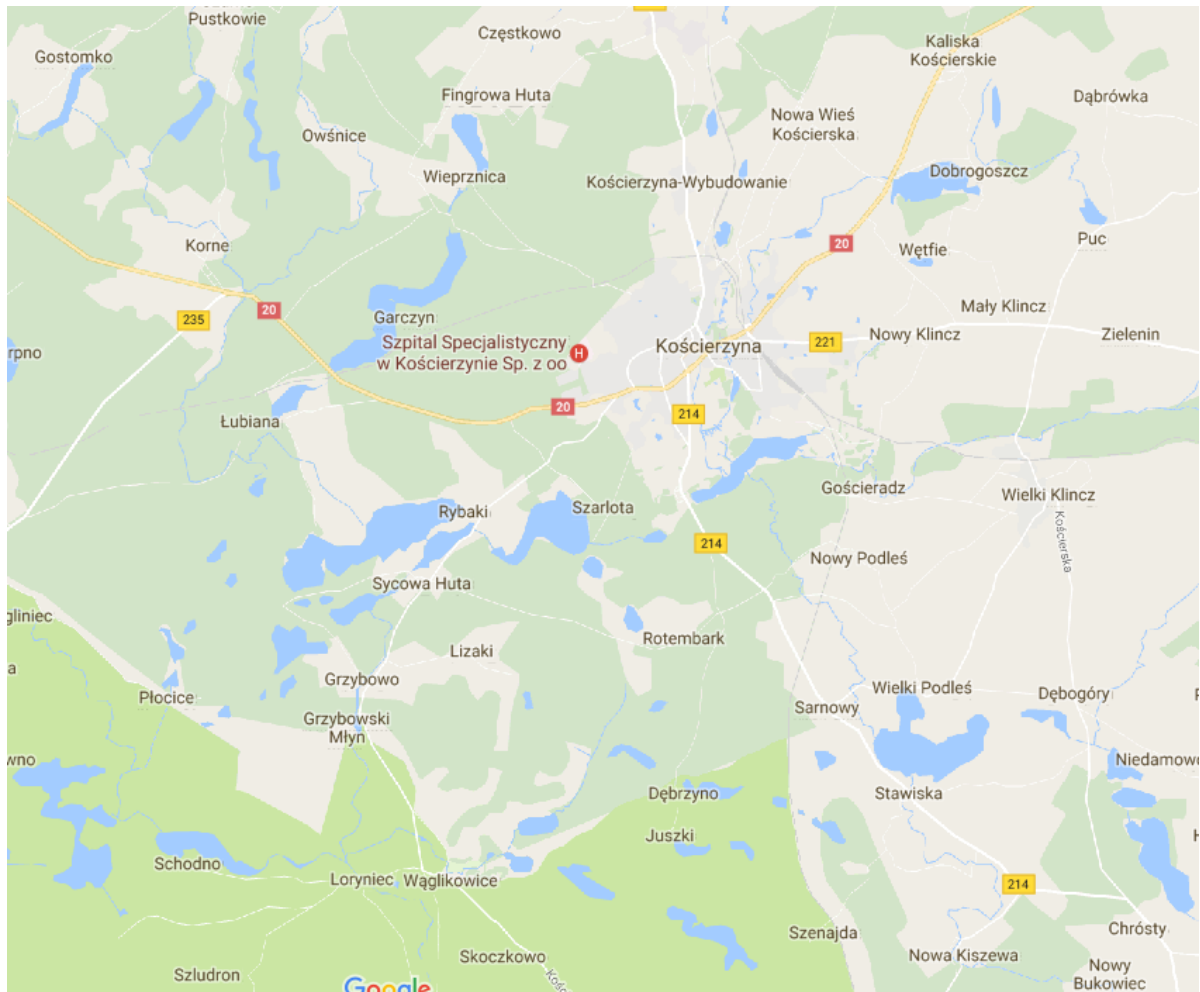 Pustkowie
Gostomko
Częstkowo
Kaliska
Kościerskie
Fingrowa Huta
Dąbrówka
Nowa Wieś
Kościerska
Owśnice
Wieprznica
Kościerzyna-Wybudowanie
Dobrogoszcz
Korne
20
Wętfie
Puc
20
235
Garczyn
Mały Klincz
Szpital Specjalistyczny
w Kościerzynie Sp. z oo
H
Kościerzyna
221
Nowy Klincz
Zielenin
rpno
20
214
Łubiana
Gościeradz
Wielki Klincz
Rybaki
Szarlota
Kościerska
214
Nowy Podleś
Sycowa Huta
gliniec
Rotembark
Lizaki
a
Grzybowo
Wielki Podleś
Dębogóry
Płocice
Sarnowy
Grzybowski
Młyn
wno
Niedamowo
Dębrzyno
Stawiska
Juszki
Schodno
Loryniec
Wąglikowice
214
Szenajda
Chrósty
Skoczkowo
Nowa Kiszewa
Szludron
Nowy
Bukowiec
Google
Kośc